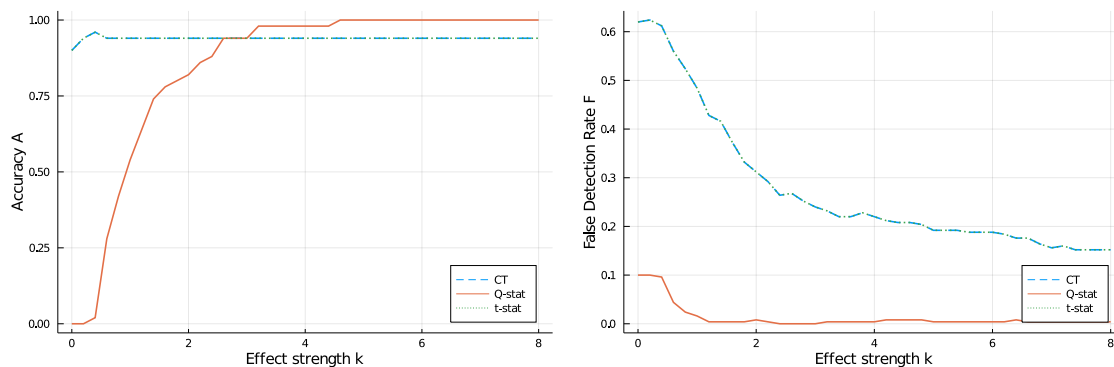 Accuracy A
1.00
0.75
0.50
0.25
0.00
CT
Q-stat
t-stat
0 2 4 6 8
Effect strength k
False Detection Rate F
0.6
0.5
0.4
0.3
0.2
0.1
0.0
CT
Q-stat
t-stat
0 2 4 6 8
Effect strength k